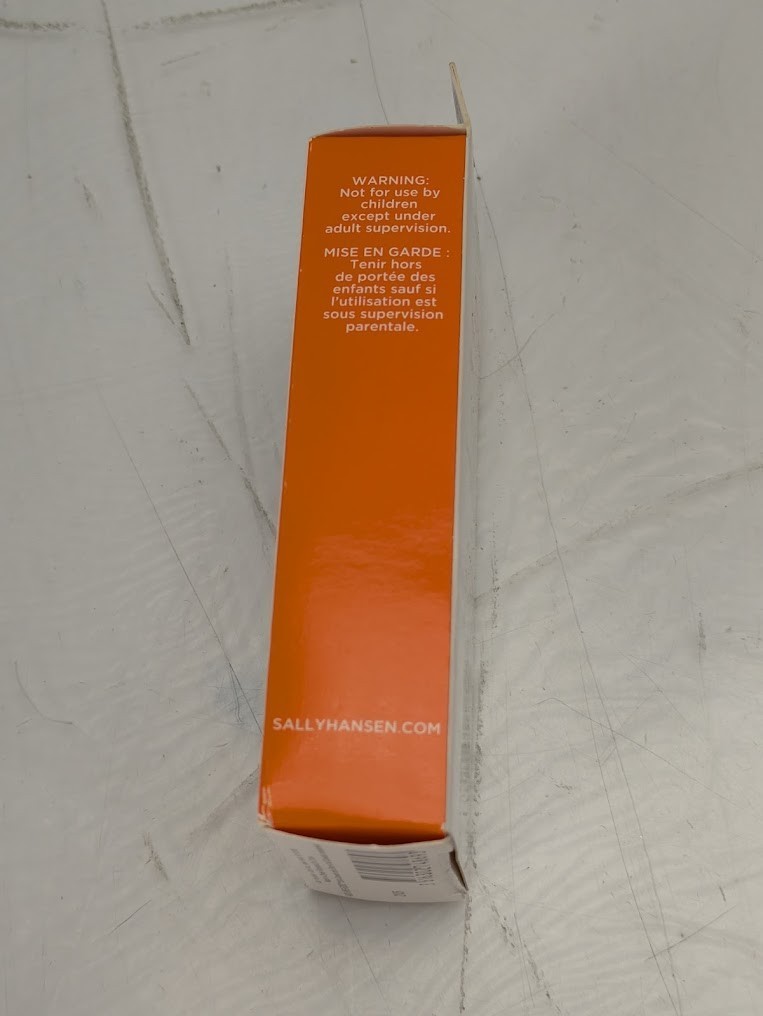 WARNING:
Not for use by
children
except under
adult supervision.
MISE EN GARDE :
Tenir hors
de portée des
enfants sauf si
l'utilisation est
sous supervision
parentale.
SALLYHANSEN.COM